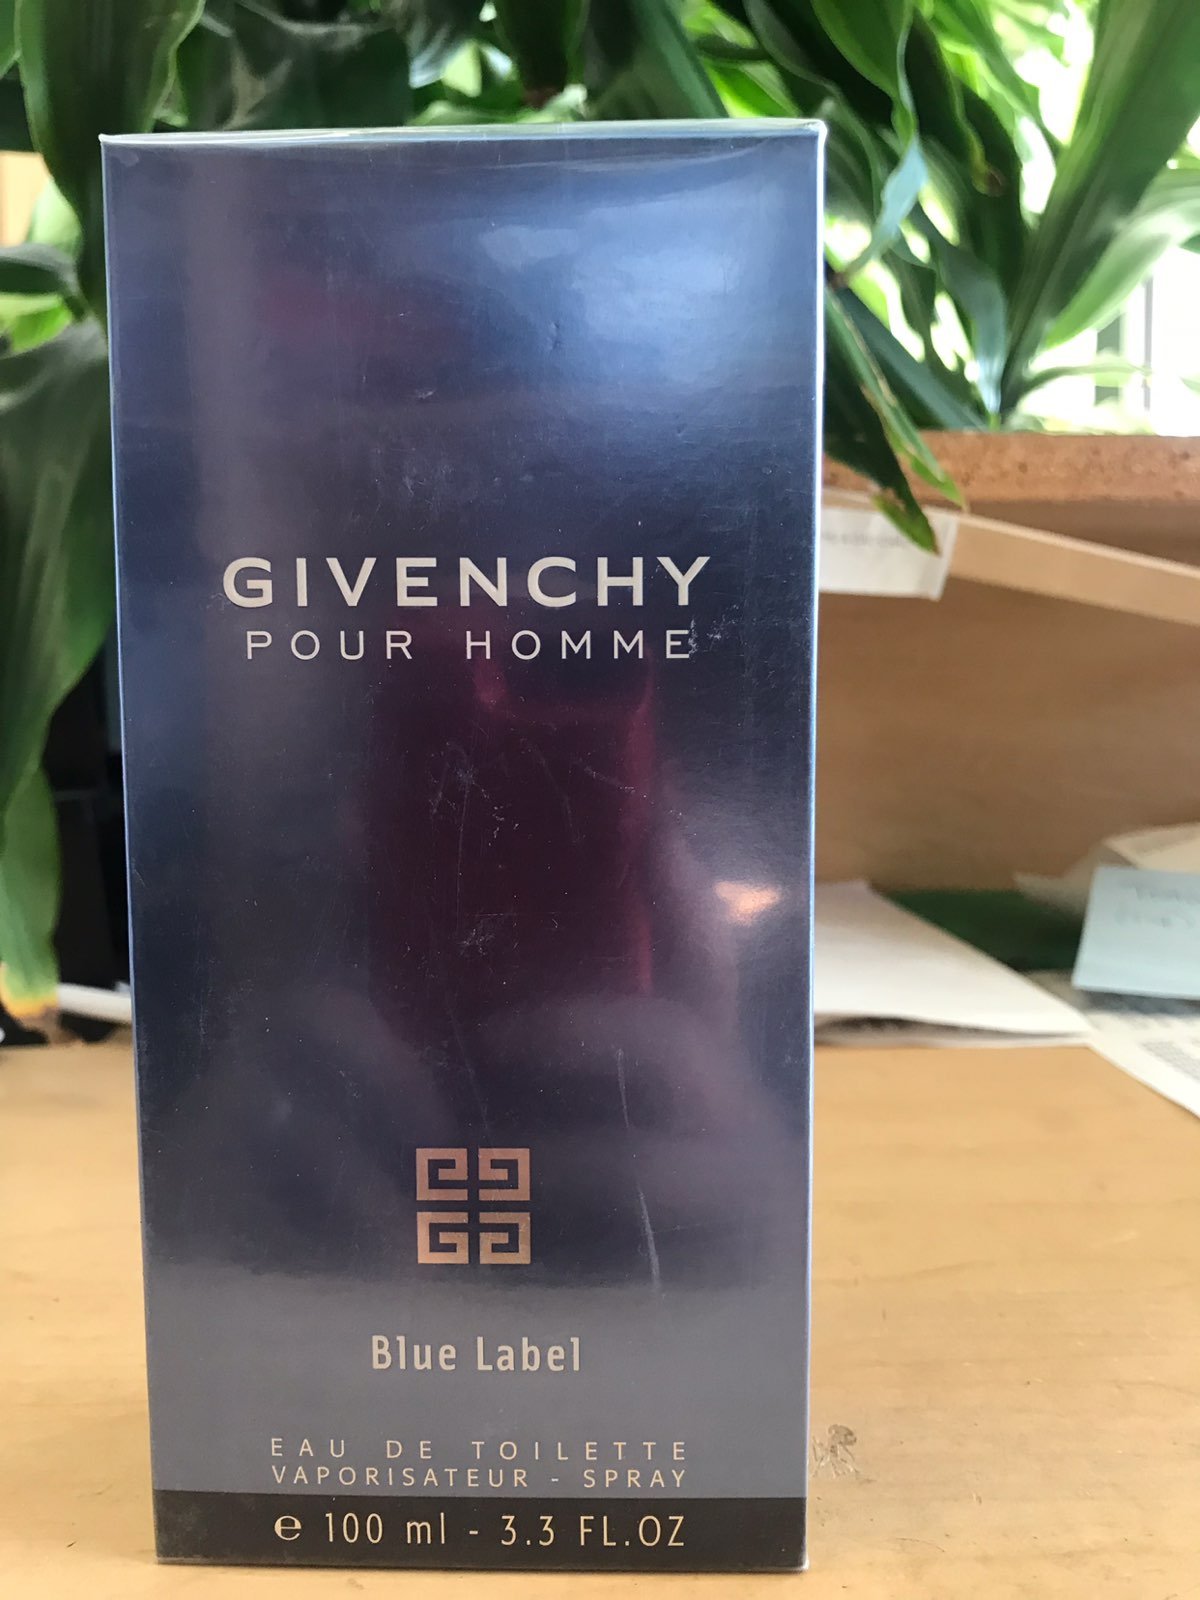 GIVENCHY
POUR HOMME
Blue Label
EAU DE TOILETTE
VAPORISATEUR - SPRAY
℮ 100 ml - 3.3 FL.OZ